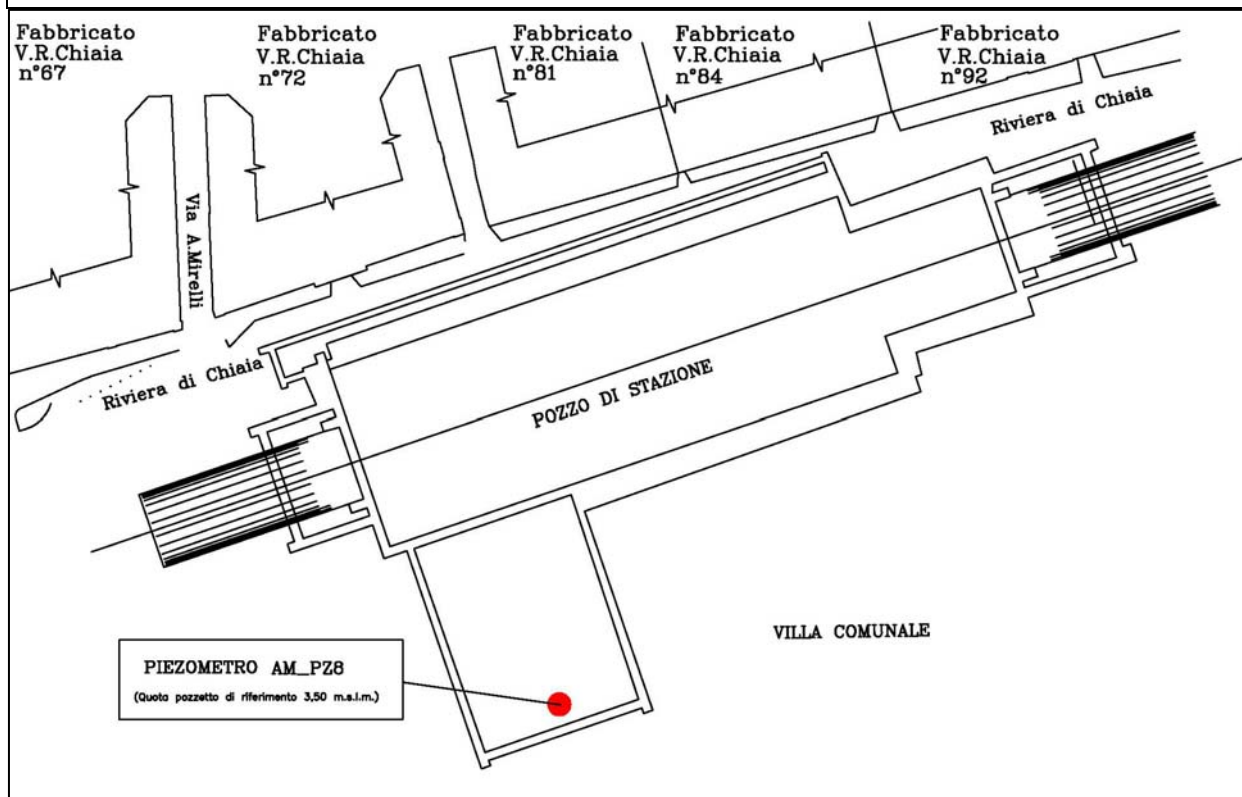 Fabbricato
V.R.Chiaia
n°67
Fabbricato
V.R.Chiaia
n°72
Fabbricato
V.R.Chiaia
n°81
Fabbricato
V.R.Chiaia
n°84
Fabbricato
V.R.Chiaia
n°92
Riviera di Chiaia
Via A.Mirelli
Riviera di Chiaia
POZZO DI STAZIONE
VILLA COMUNALE
PIEZOMETRO AM_PZ8
(Quota pozzetto di riferimento 3,50 m.s.l.m.)